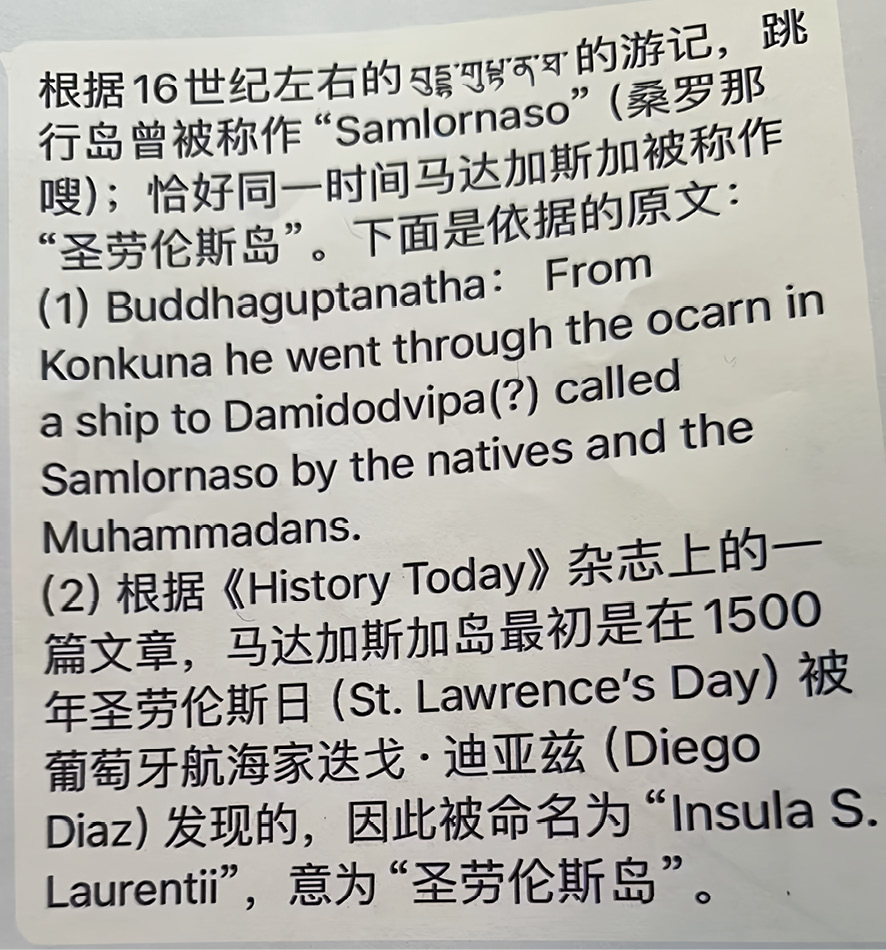 根据16世纪左右的བུདྡྷགུཔྟནཱཐ་的游记，跳
行岛曾被称作“Samlornaso”（桑罗那
嗖）；恰好同一时间马达加斯加被称作
“圣劳伦斯岛”。下面是依据的原文：
(1) Buddhaguptanatha： From
Konkuna he went through the ocarn in
a ship to Damidodvipa(?) called
Samlornaso by the natives and the
Muhammadans.
(2) 根据《History Today》杂志上的一
篇文章，马达加斯加岛最初是在1500
年圣劳伦斯日（St. Lawrence’s Day）被
葡萄牙航海家迭戈·迪亚兹（Diego
Diaz）发现的，因此被命名为“Insula S.
Laurentii”，意为“圣劳伦斯岛”。